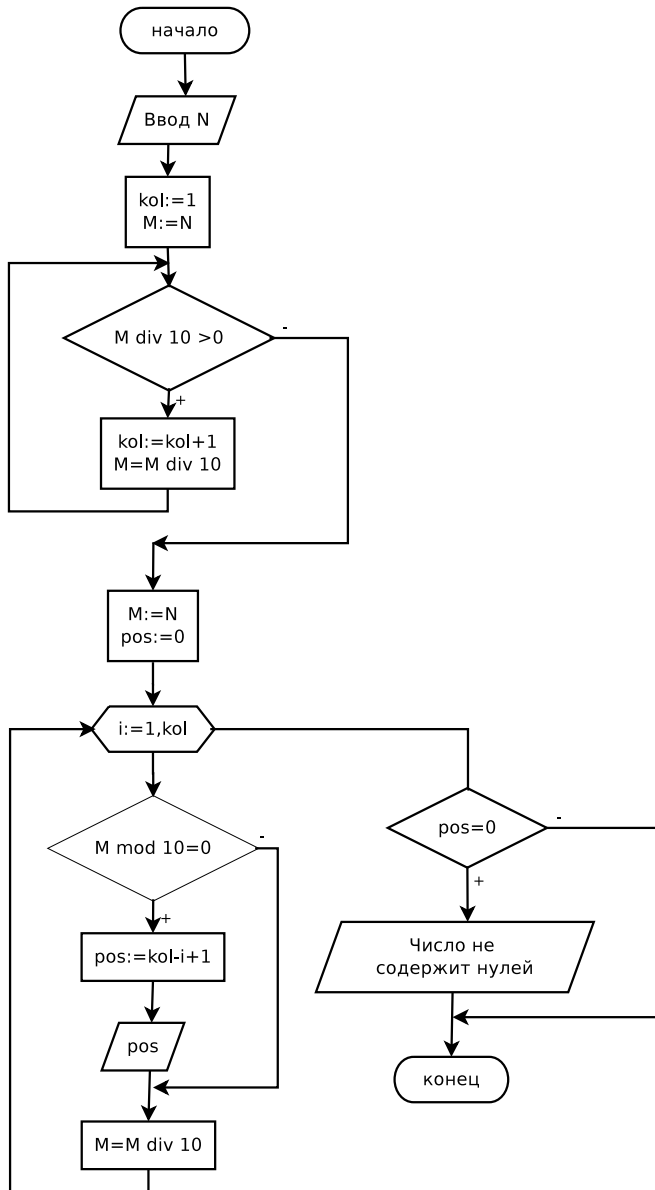 начало
Ввод N
kol:=1
M:=N
M div 10 >0
-
+
kol:=kol+1
M=M div 10
M:=N
pos:=0
i:=1,kol
M mod 10=0
-
+
pos:=kol-i+1
pos
M=M div 10
pos=0
-
+
Число не
содержит нулей
конец